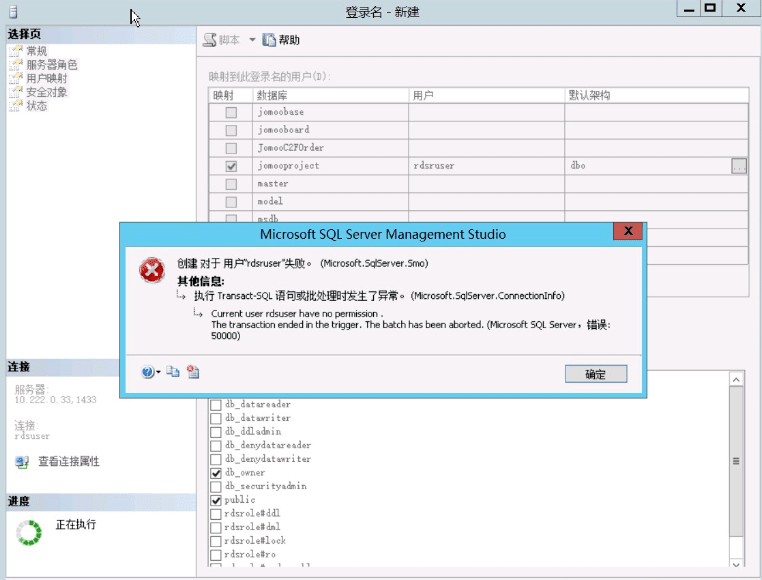 登录名 - 新建
选择页
常规
服务器角色
用户映射
安全对象
状态
脚本
帮助
映射到此登录名的用户(D):
映射 数据库 用户 默认架构
jomoobase
jomooboard
JomooC2FOrder
jomooproject rdsruser dbo ...
master
model
msdb
Microsoft SQL Server Management Studio
创建 对于 用户"rdsruser"失败。 (Microsoft.SqlServer.Smo)
其他信息:
执行 Transact-SQL 语句或批处理时发生了异常。 (Microsoft.SqlServer.ConnectionInfo)
Current user rdsuser have no permission .
The transaction ended in the trigger. The batch has been aborted. (Microsoft SQL Server，错误:
50000)
确定
连接
服务器:
10.222.0.33,1433
连接:
rdsuser
查看连接属性
进度
正在执行
db_datareader
db_datawriter
db_ddladmin
db_denydatareader
db_denydatawriter
db_owner
db_securityadmin
public
rdsrole#ddl
rdsrole#dml
rdsrole#lock
rdsrole#ro